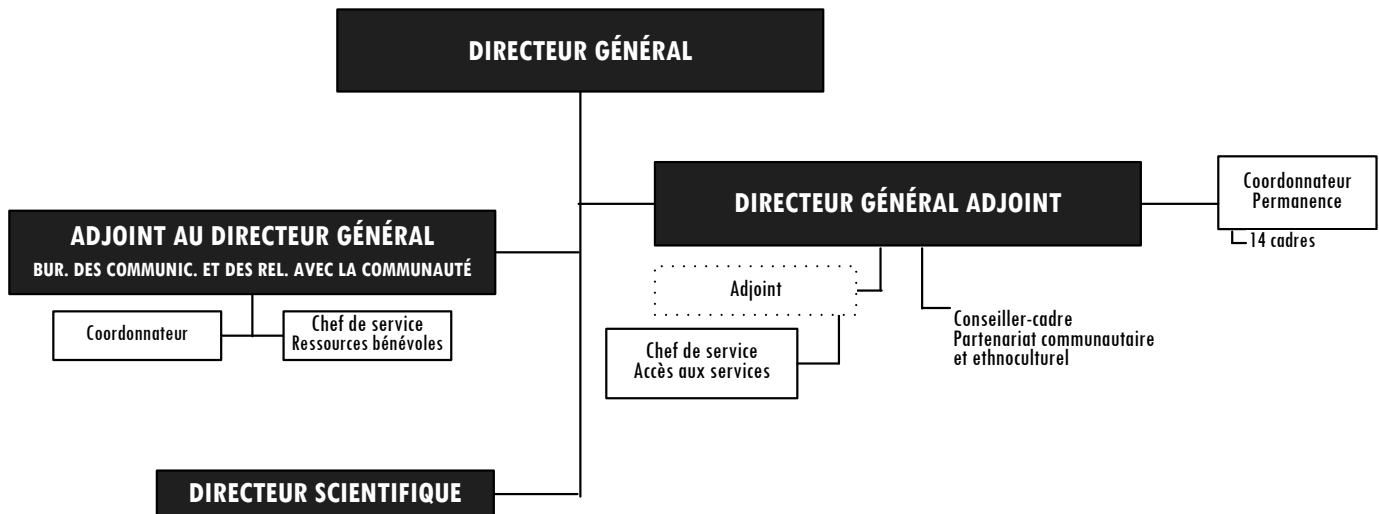 DIRECTEUR GÉNÉRAL
DIRECTEUR GÉNÉRAL ADJOINT
Coordonnateur
Permanence
14 cadres
ADJOINT AU DIRECTEUR GÉNÉRAL
BUR. DES COMMUNIC. ET DES REL. AVEC LA COMMUNAUTÉ
Coordonnateur
Chef de service
Ressources bénévoles
Adjoint
Chef de service
Accès aux services
Conseiller-cadre
Partenariat communautaire
et ethnoculturel
DIRECTEUR SCIENTIFIQUE